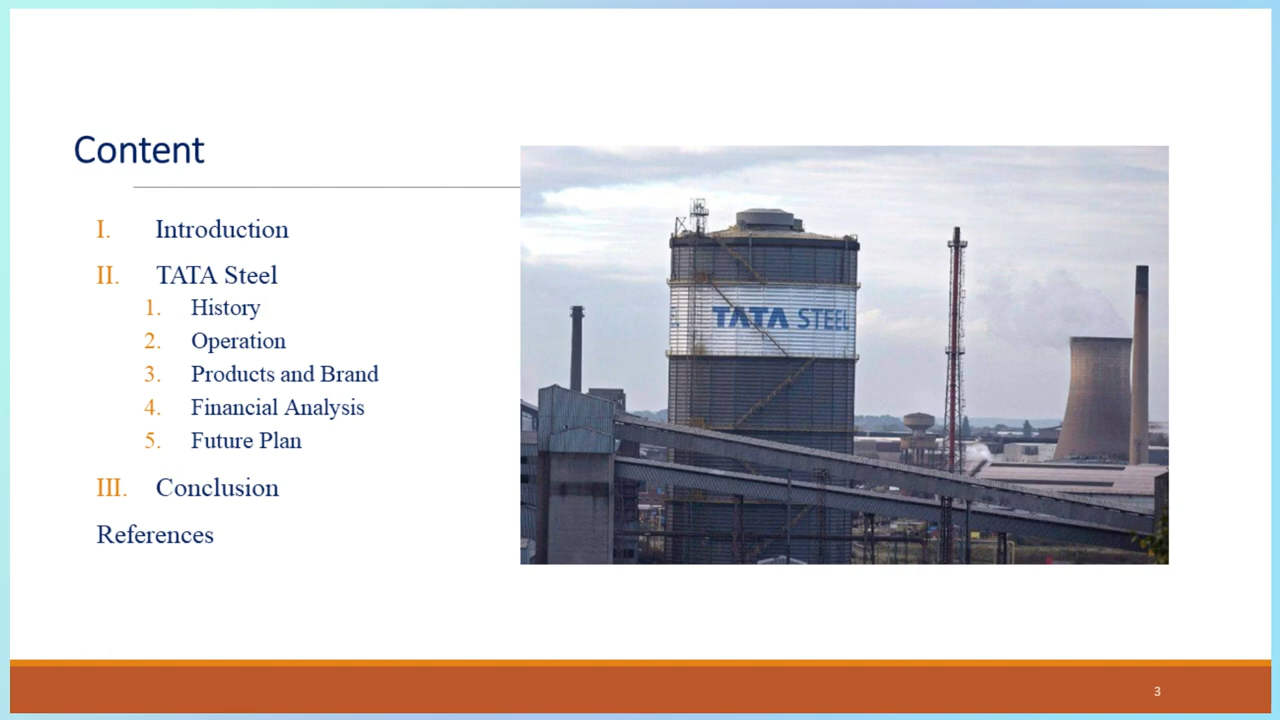 Content
I. Introduction
II. TATA Steel
1. History
2. Operation
3. Products and Brand
4. Financial Analysis
5. Future Plan
III. Conclusion
References
TATA STEEL
3